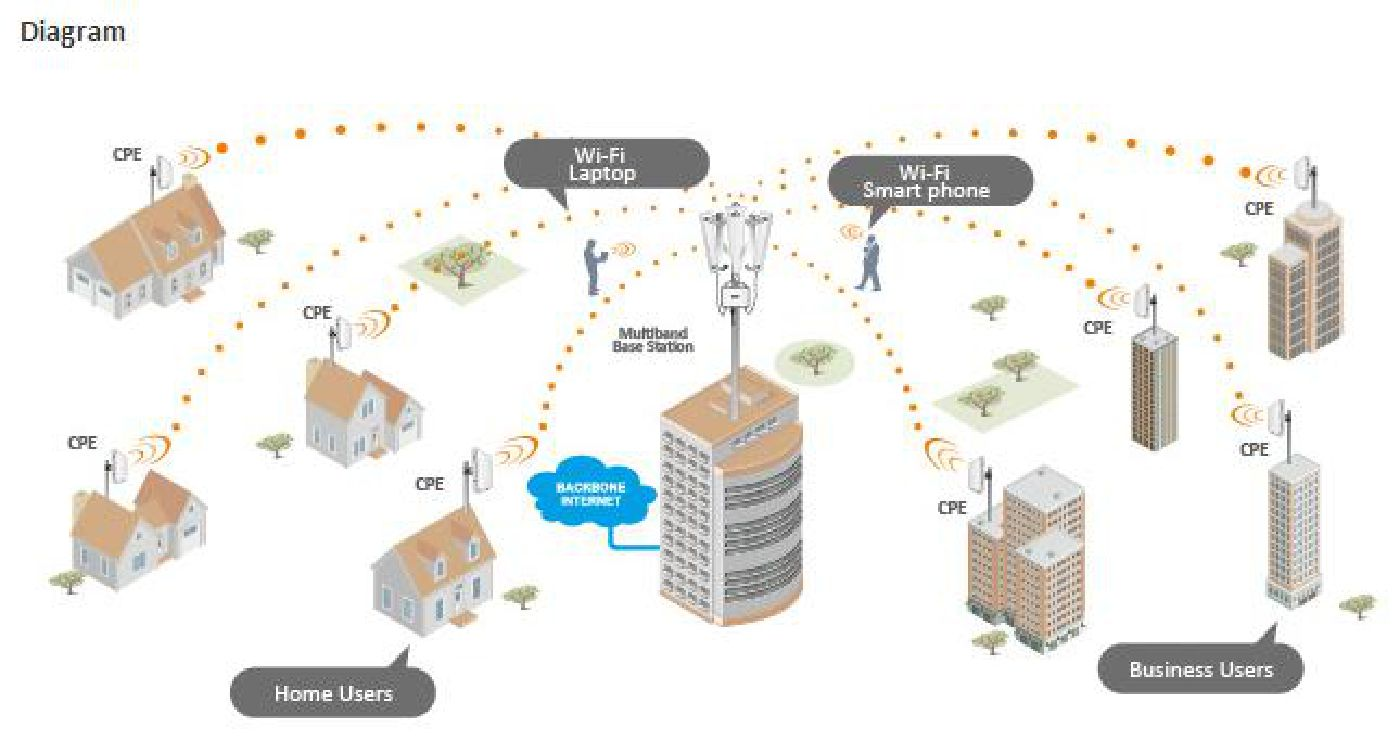 Diagram
CPE
Wi-Fi
Laptop
Wi-Fi
Smart phone
CPE
CPE
Multiband
Base Station
CPE
CPE
CPE
CPE
BACKBONE
INTERNET
CPE
Home Users
Business Users